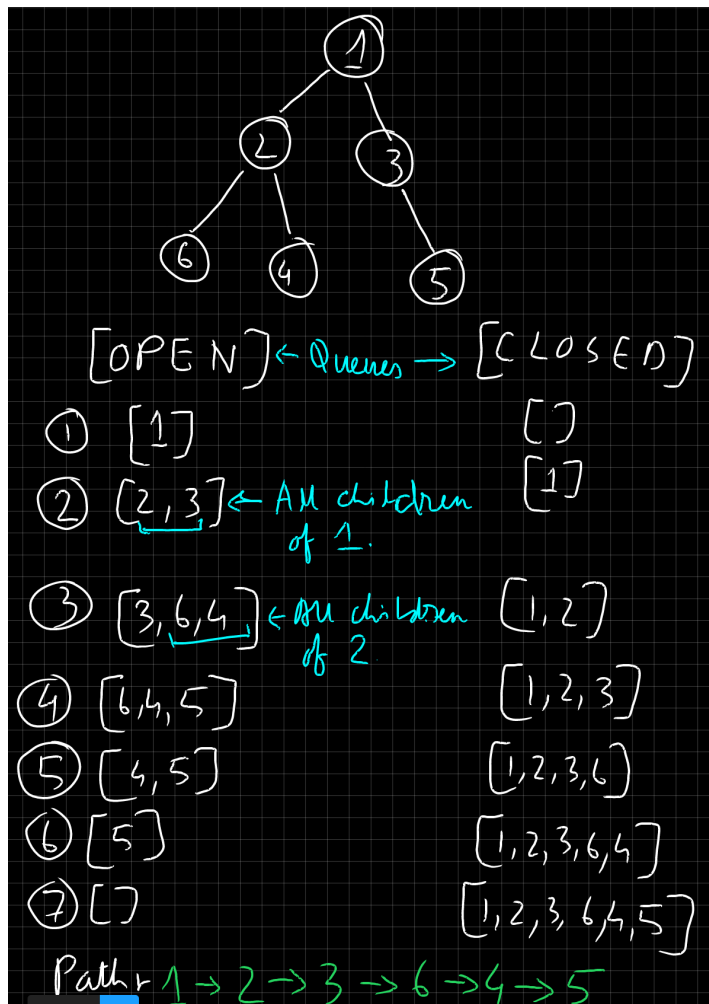 1
2 3
6 4 5
[OPEN] ← Queues → [CLOSED]
① [1] []
② [2,3] ← All children [1]
of 1.
③ [3,6,4] ← All children [1,2]
of 2
④ [6,4,5] [1,2,3]
⑤ [4,5] [1,2,3,6]
⑥ [5] [1,2,3,6,4]
⑦ [] [1,2,3,6,4,5]
Path: 1 → 2 → 3 → 6 → 4 → 5